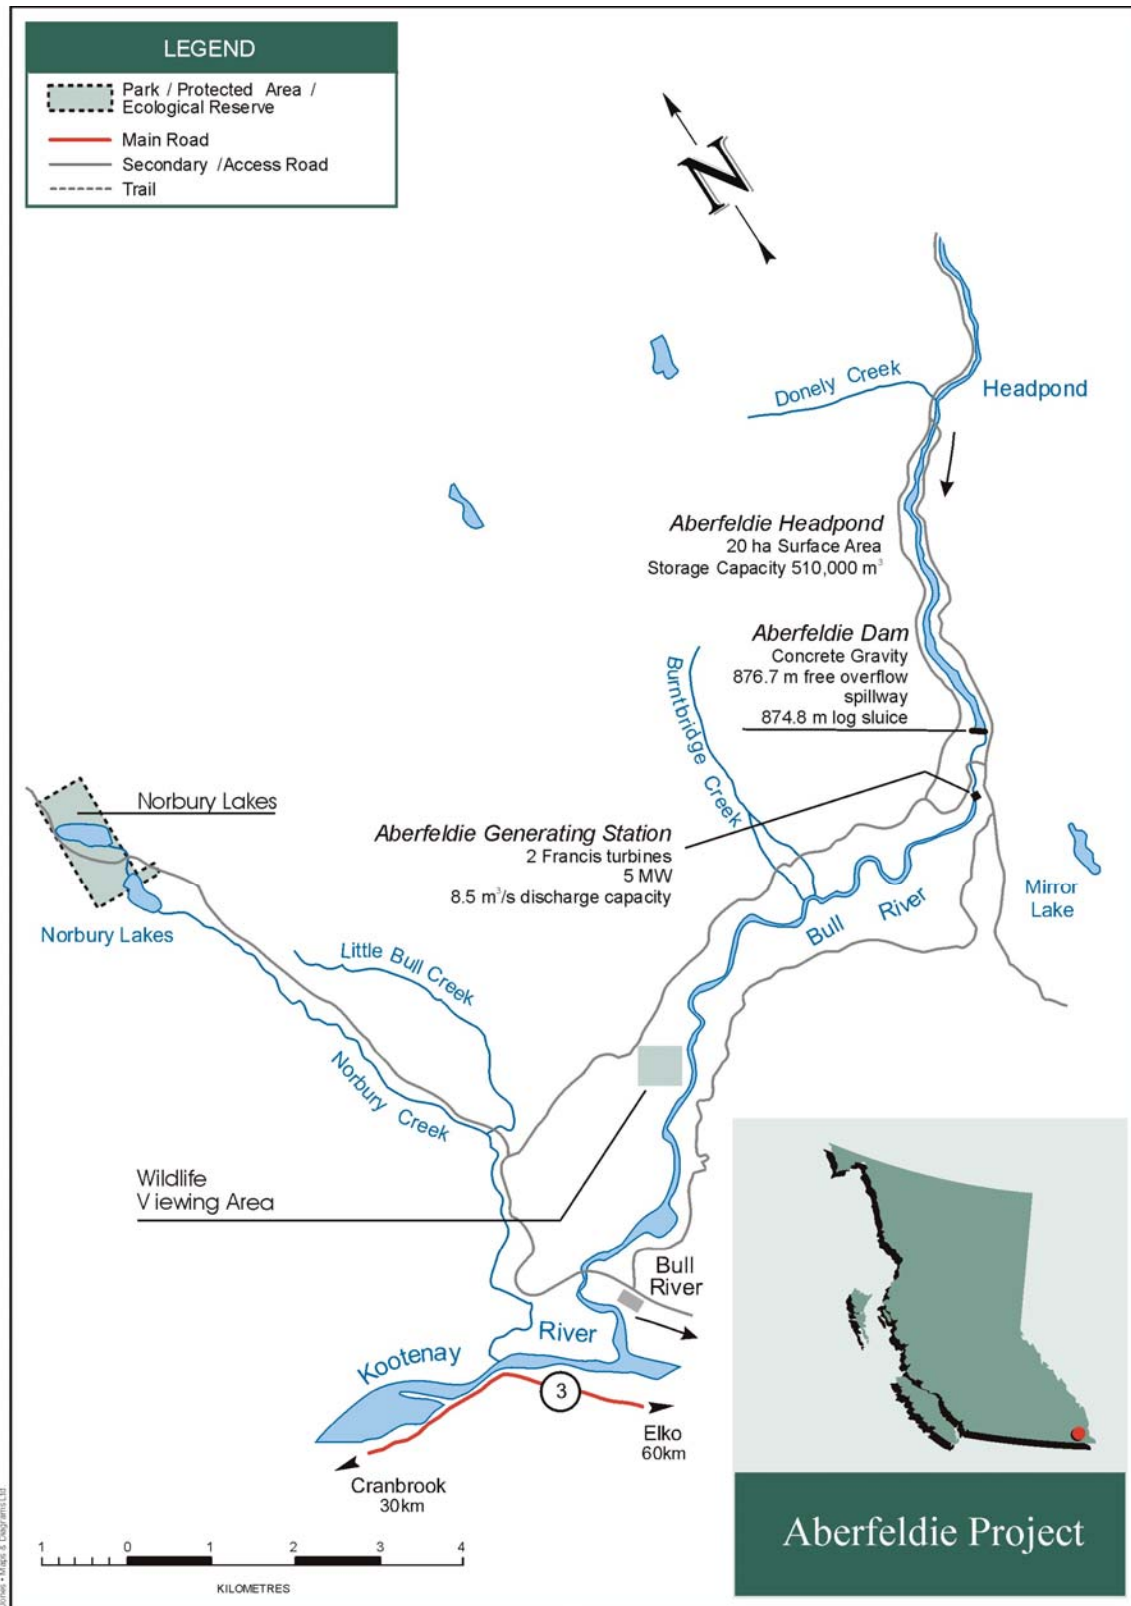 LEGEND
Park / Protected Area /
Ecological Reserve
Main Road
Secondary /Access Road
Trail
N
Donely Creek
Headpond
Aberfeldie Headpond
20 ha Surface Area
Storage Capacity 510,000 m³
Aberfeldie Dam
Concrete Gravity
876.7 m free overflow
spillway
874.8 m log sluice
Burntbridge Creek
Norbury Lakes
Aberfeldie Generating Station
2 Francis turbines
5 MW
8.5 m³/s discharge capacity
Mirror
Lake
Bull River
Norbury Lakes
Little Bull Creek
Norbury Creek
Wildlife
Viewing Area
Bull
River
Kootenay River
3
Elko
60km
Cranbrook
30km
1 0 1 2 3 4
KILOMETRES
Aberfeldie Project
Jones • Maps & Diagrams Ltd